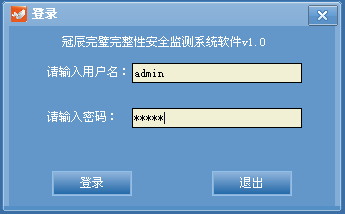 登录
冠辰完璧完整性安全监测系统软件v1.0
请输入用户名： admin
请输入密码： *****
登录 退出